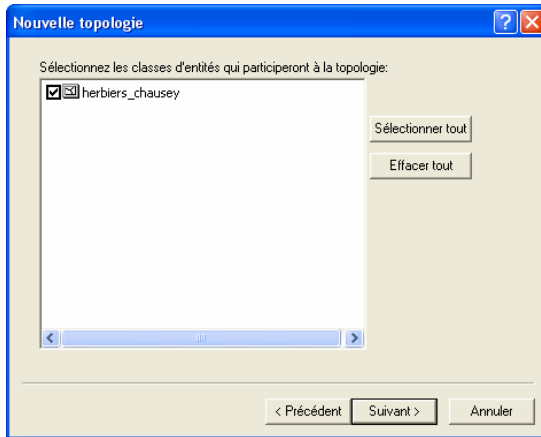 Nouvelle topologie
Sélectionnez les classes d'entités qui participeront à la topologie:
herbiers_chausey
Sélectionner tout
Effacer tout
< Précédent
Suivant >
Annuler